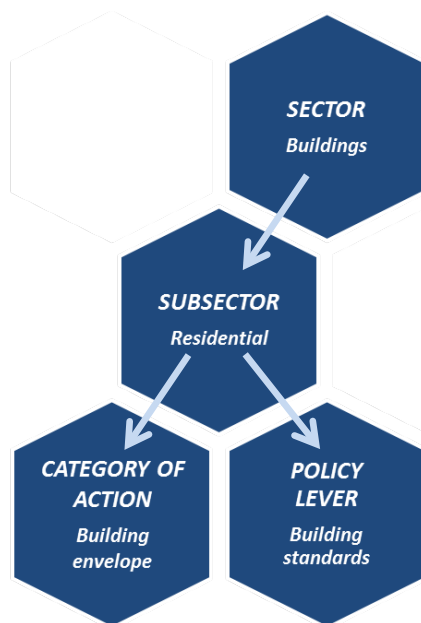 SECTOR
Buildings
SUBSECTOR
Residential
CATEGORY OF
ACTION
Building
envelope
POLICY
LEVER
Building
standards